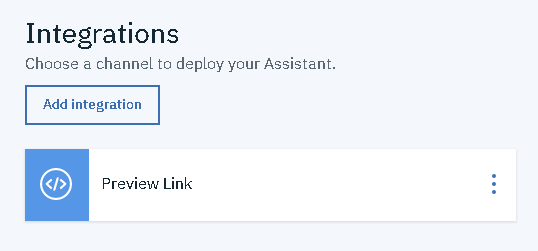 Integrations
Choose a channel to deploy your Assistant.
Add integration
Preview Link